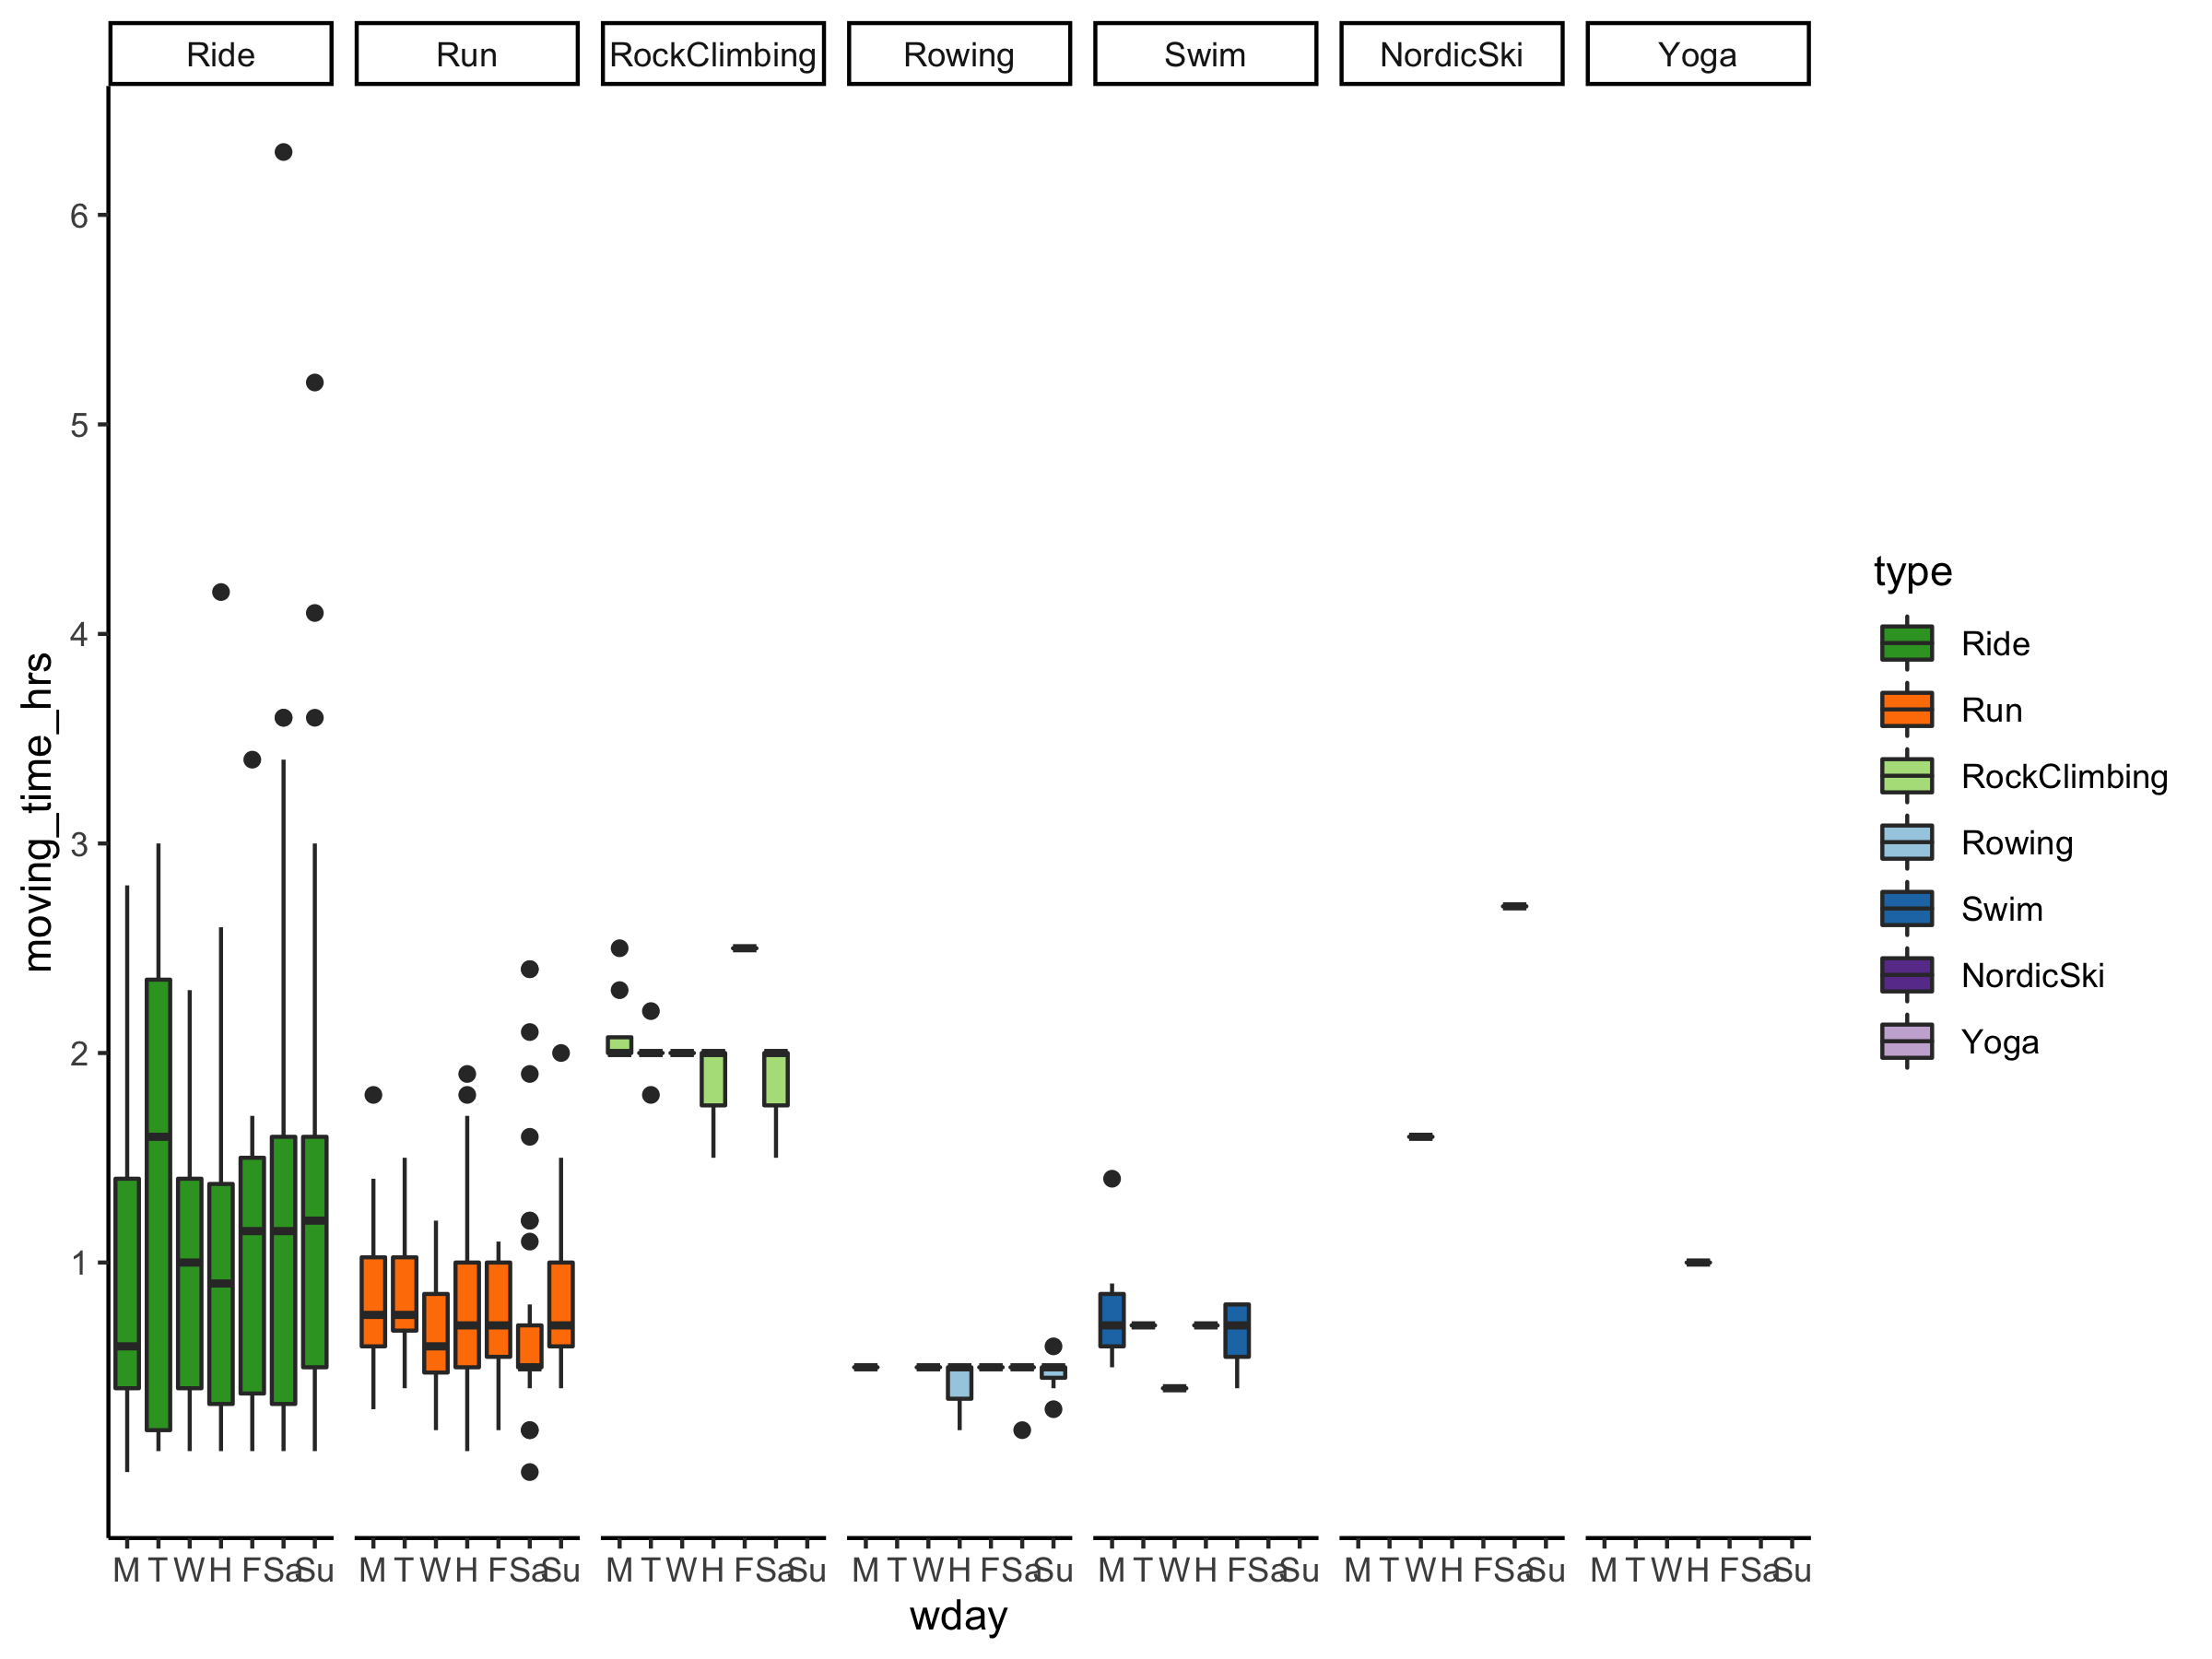 Ride Run RockClimbing Rowing Swim NordicSki Yoga
6
5
4
3
2
1
moving_time_hrs
M T W H F Sa Su M T W H F Sa Su M T W H F Sa Su M T W H F Sa Su M T W H F Sa Su M T W H F Sa Su M T W H F Sa Su
wday
type
Ride
Run
RockClimbing
Rowing
Swim
NordicSki
Yoga